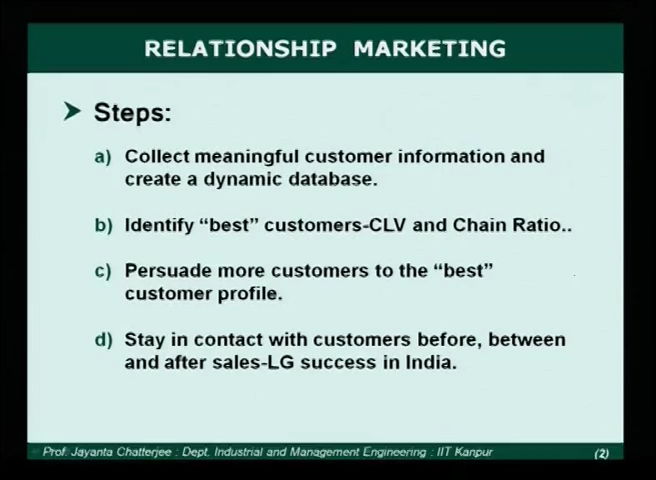 RELATIONSHIP MARKETING
Steps:
a) Collect meaningful customer information and
create a dynamic database.
b) Identify “best” customers-CLV and Chain Ratio..
c) Persuade more customers to the “best”
customer profile.
d) Stay in contact with customers before, between
and after sales-LG success in India.
Prof. Jayanta Chatterjee : Dept. Industrial and Management Engineering : IIT Kanpur (2)